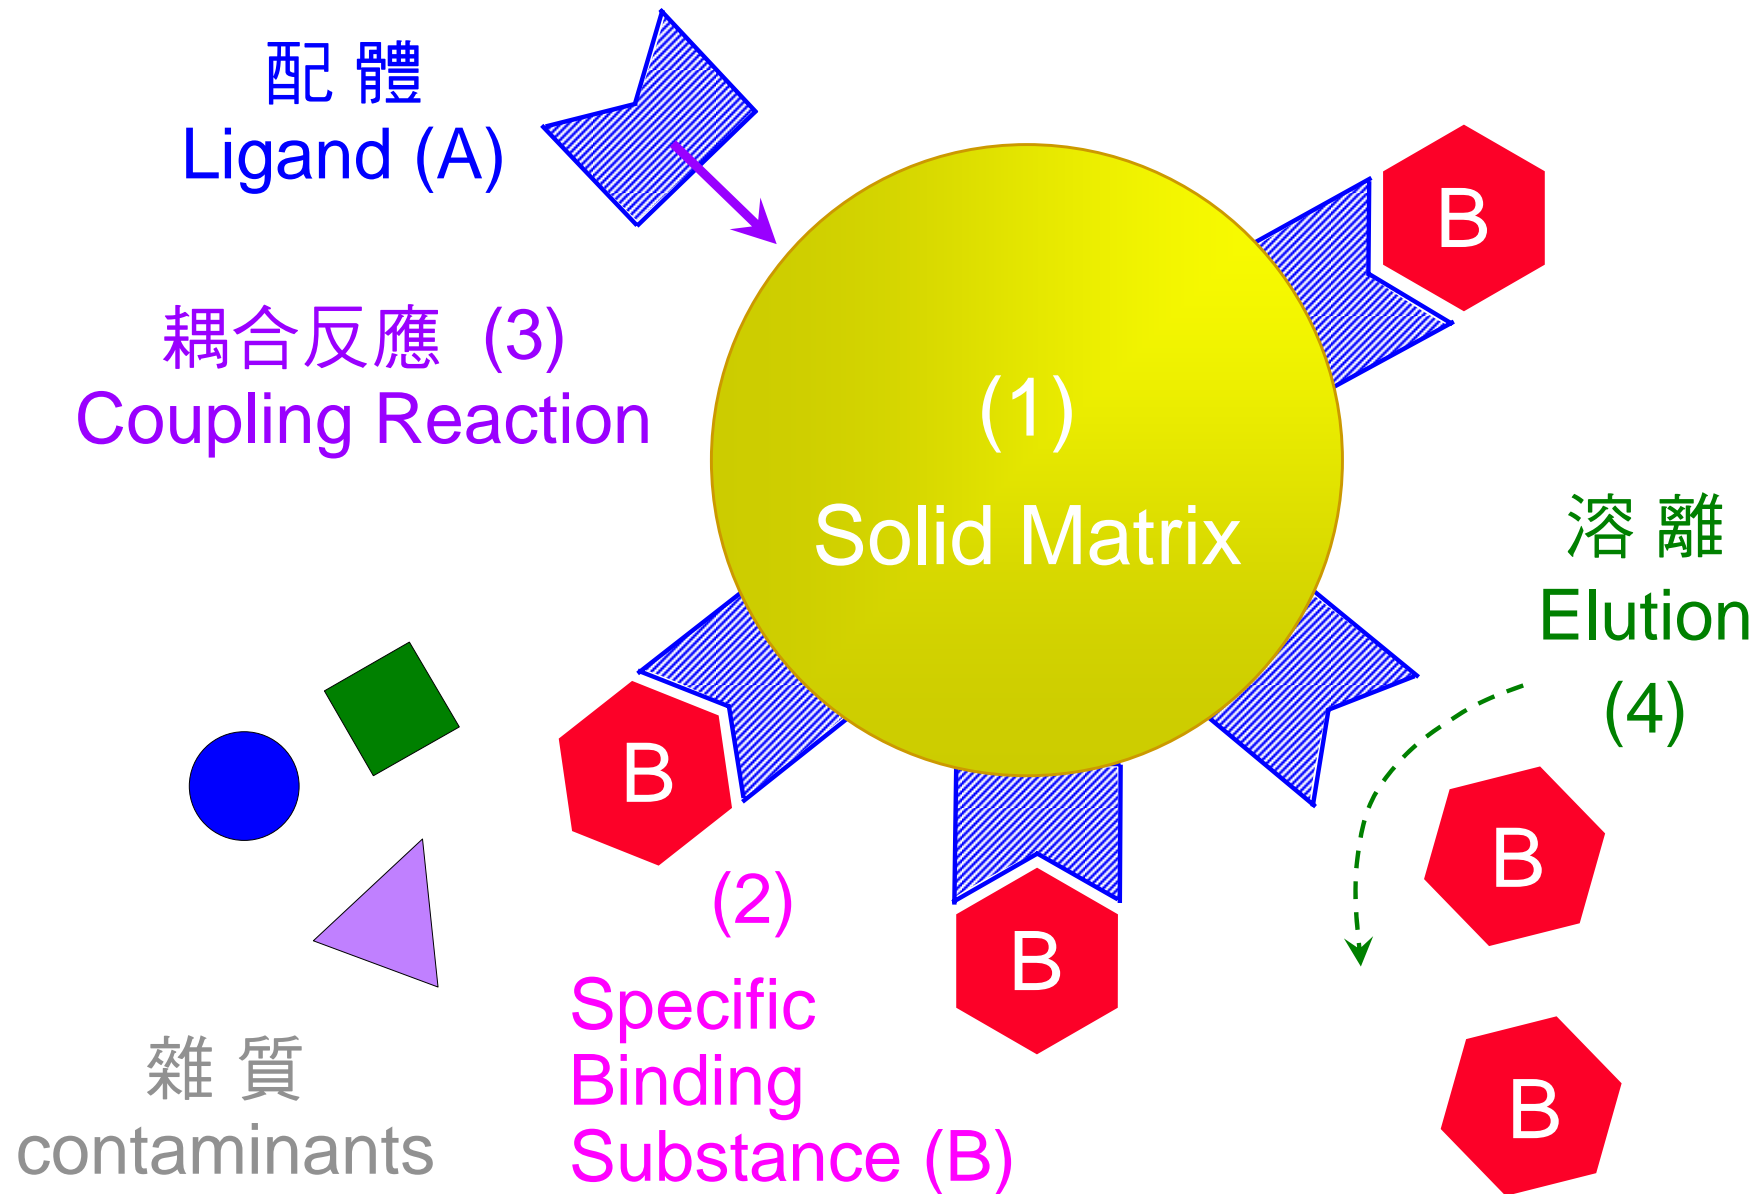 配 體
Ligand (A)
耦合反應 (3)
Coupling Reaction
(1)
Solid Matrix
B
溶 離
Elution
(4)
B
(2)
Specific
Binding
Substance (B)
B
B
B
雜 質
contaminants